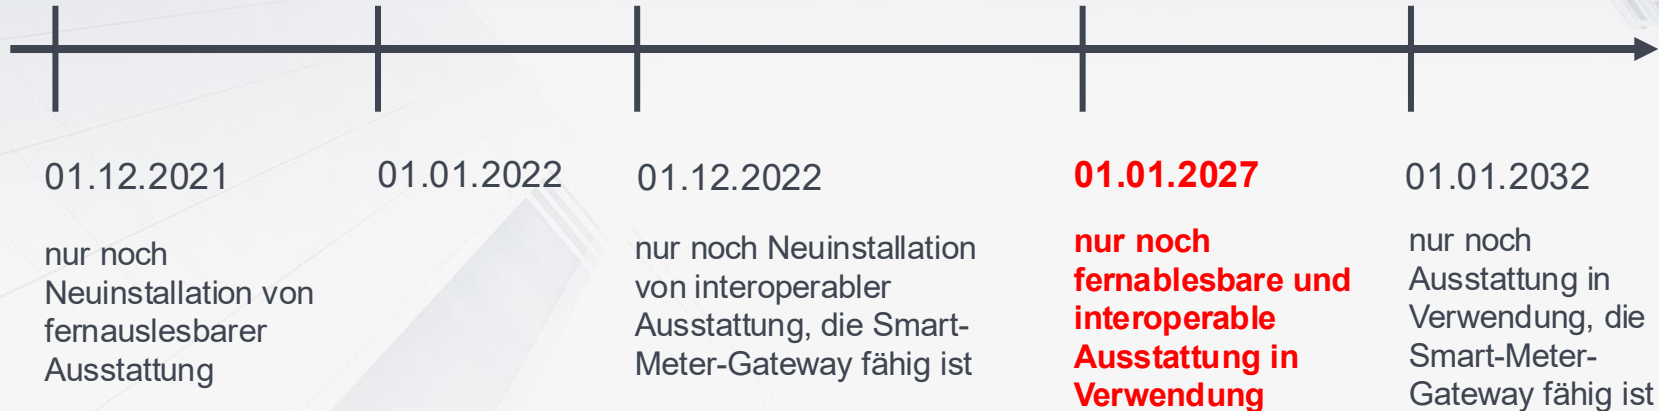 01.12.2021
nur noch
Neuinstallation von
fernauslesbarer
Ausstattung
01.01.2022
01.12.2022
nur noch Neuinstallation
von interoperabler
Ausstattung, die Smart-
Meter-Gateway fähig ist
01.01.2027
nur noch
fernablesbare und
interoperable
Ausstattung in
Verwendung
01.01.2032
nur noch
Ausstattung in
Verwendung, die
Smart-Meter-
Gateway fähig ist